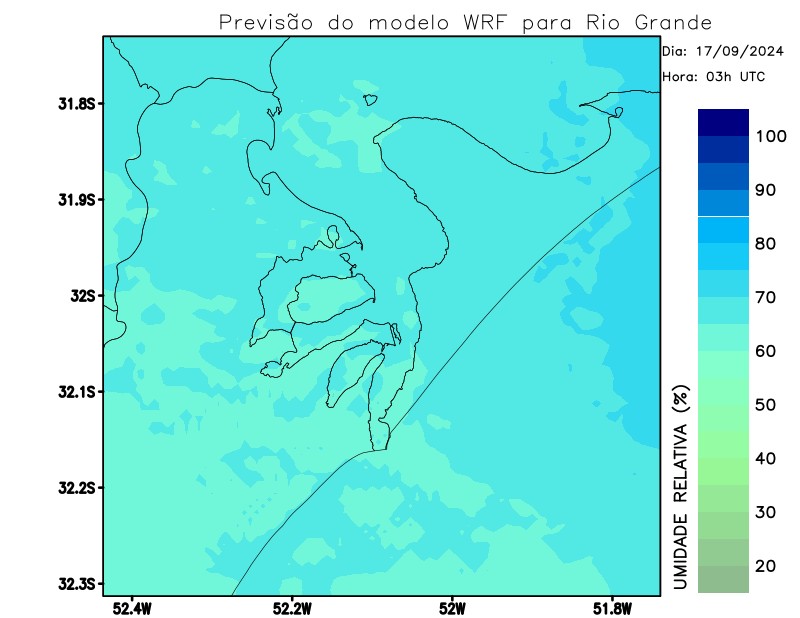 Previsão do modelo WRF para Rio Grande
Dia: 17/09/2024
Hora: 03h UTC
31.8S
31.9S
32S
32.1S
32.2S
32.3S
52.4W
52.2W
52W
51.8W
100
90
80
70
60
50
40
30
20
UMIDADE RELATIVA (%)